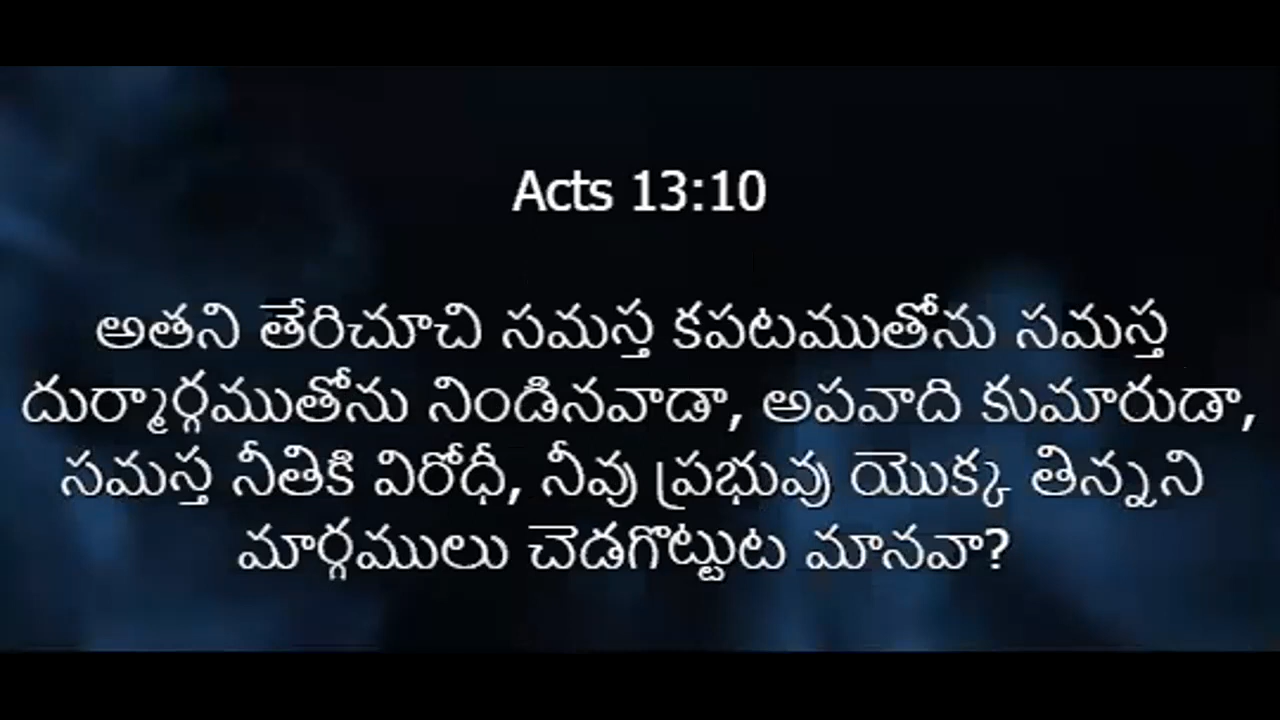 Acts 13:10
అతని తేరిచూచి సమస్త కపటముతోను సమస్త
దుర్మార్గముతోను నిండినవాడా, అపవాది కుమారుడా,
సమస్త నీతికి విరోధీ, నీవు ప్రభువు యొక్క తిన్నని
మార్గములు చెడగొట్టుట మానవా?